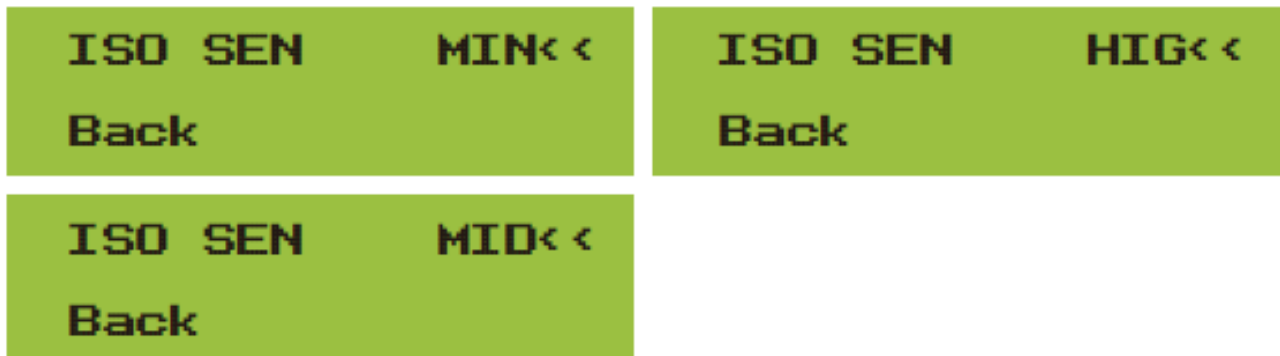 ISO SEN MIN<<
Back
ISO SEN HIG<<
Back
ISO SEN MID<<
Back